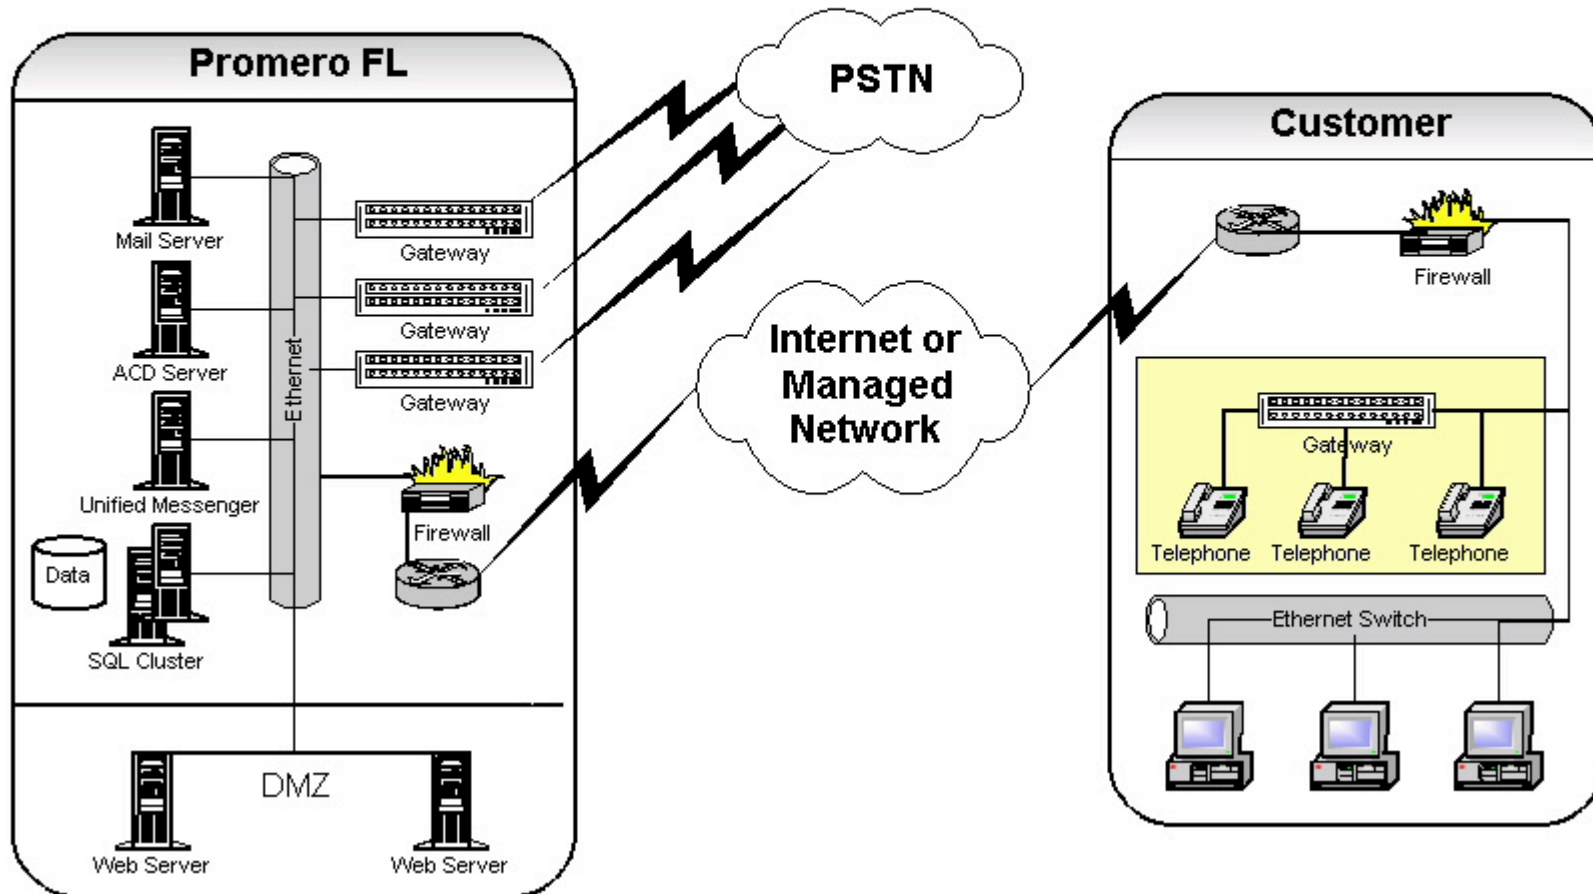 Promero FL
Mail Server
ACD Server
Unified Messenger
Data
SQL Cluster
Ethernet
Gateway
Gateway
Gateway
Firewall
DMZ
Web Server
Web Server
PSTN
Internet or
Managed
Network
Customer
Firewall
Gateway
Telephone
Telephone
Telephone
Ethernet Switch